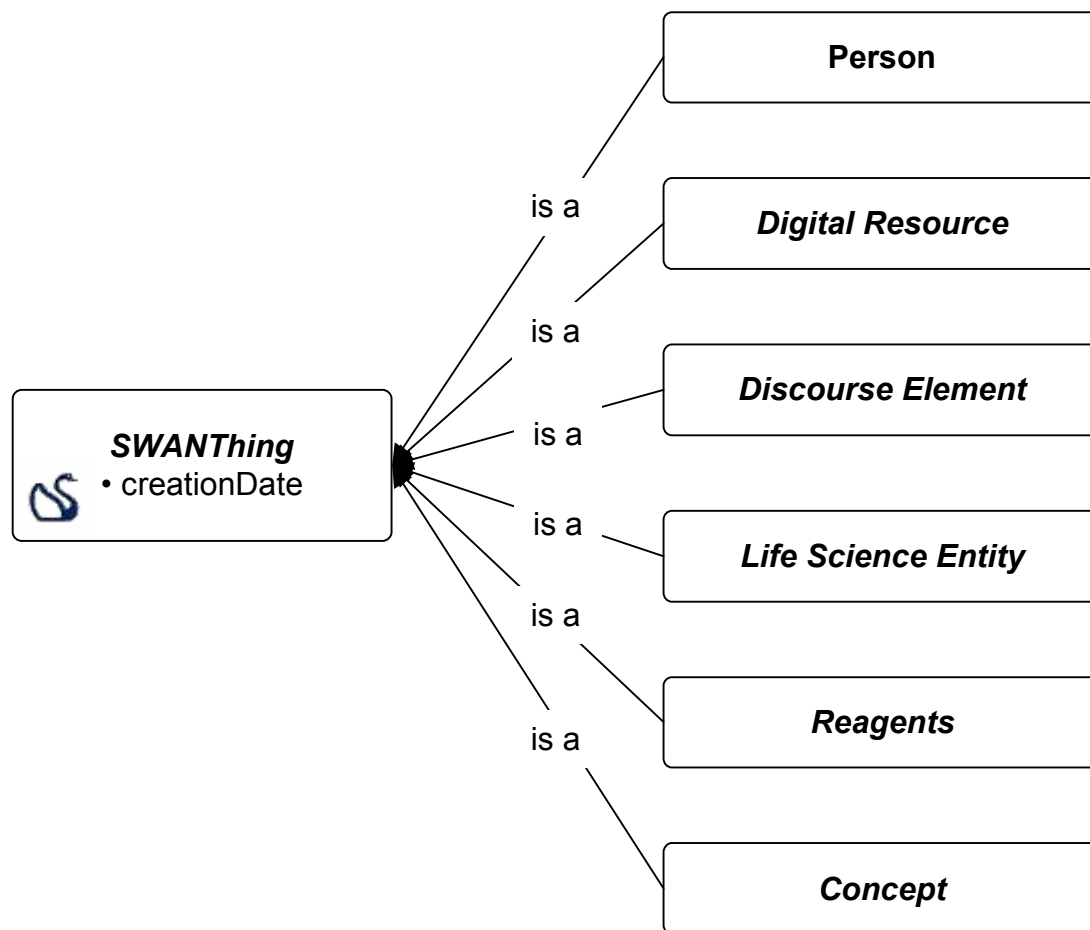 Person
is a
Digital Resource
is a
Discourse Element
is a
SWANThing
• creationDate
is a
Life Science Entity
is a
Reagents
is a
Concept